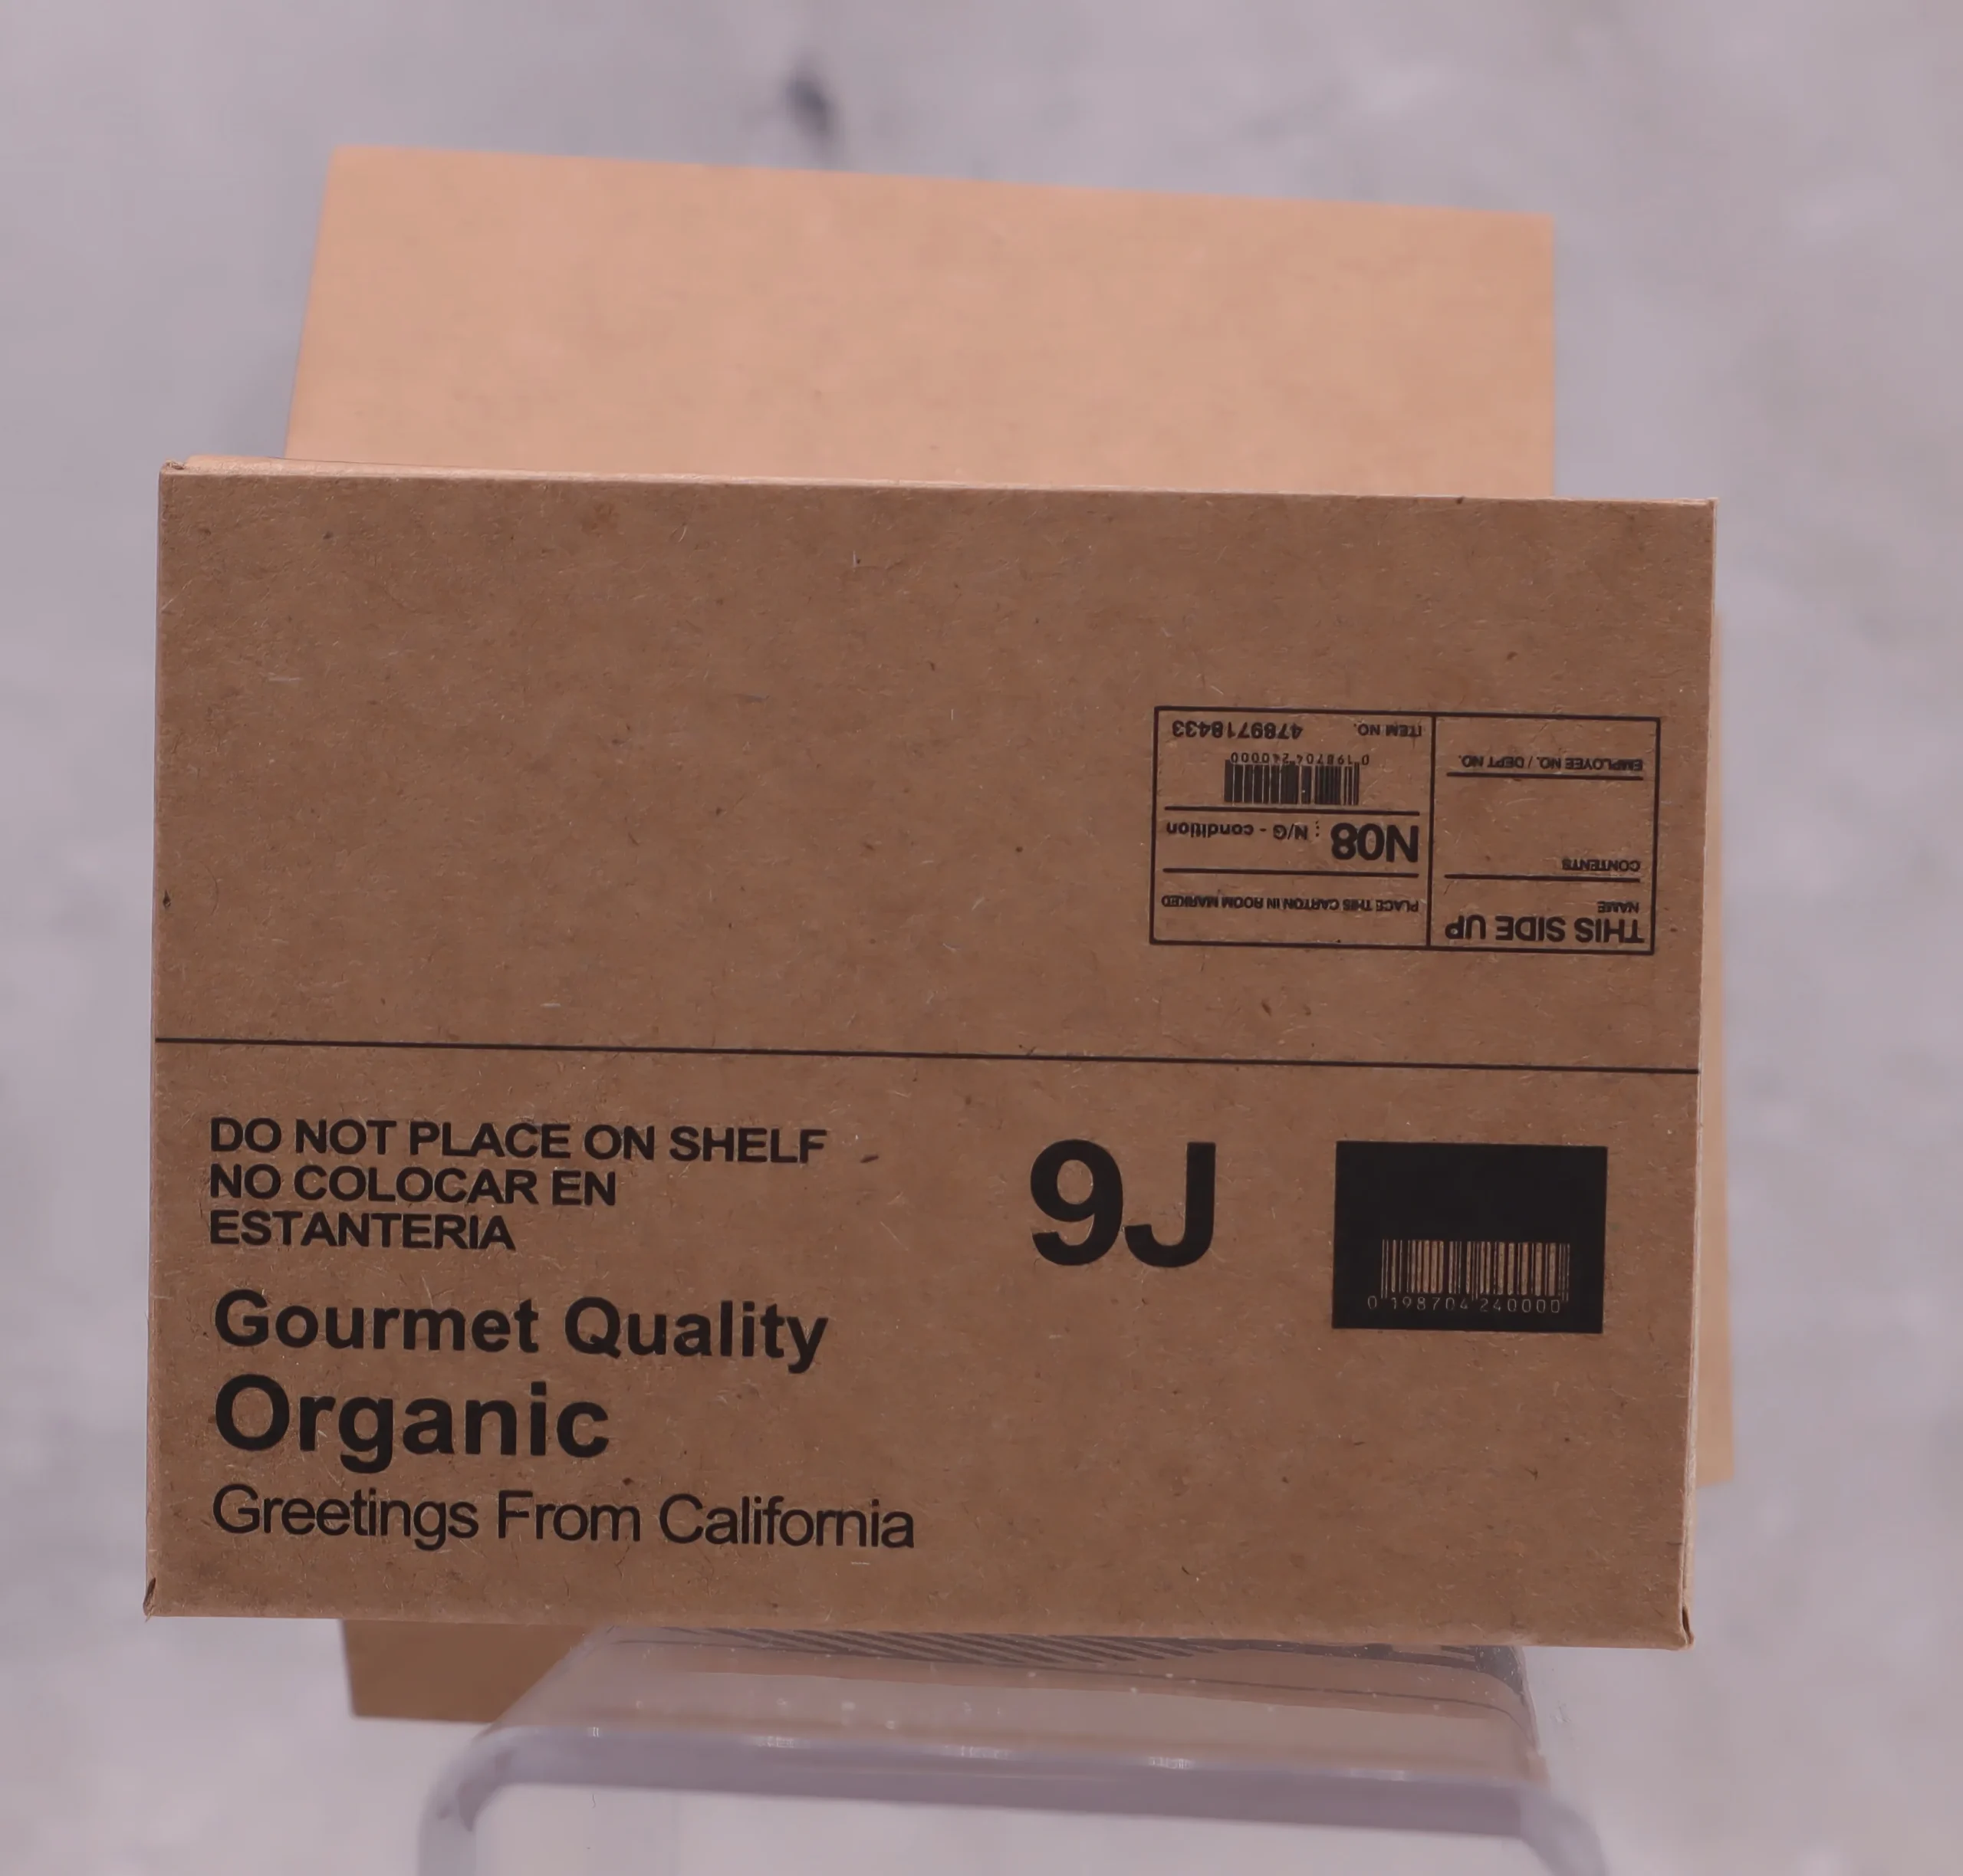 THIS SIDE UP
NAME
CONTENTS
EMPLOYEE NO. / DEPT NO.
PLACE THIS CARTON IN ROOM MARKED
N08 : N/G - condition
0 198704 240000
ITEM NO. 4789718433
DO NOT PLACE ON SHELF
NO COLOCAR EN
ESTANTERIA
9J
0 198704 240000
Gourmet Quality
Organic
Greetings From California